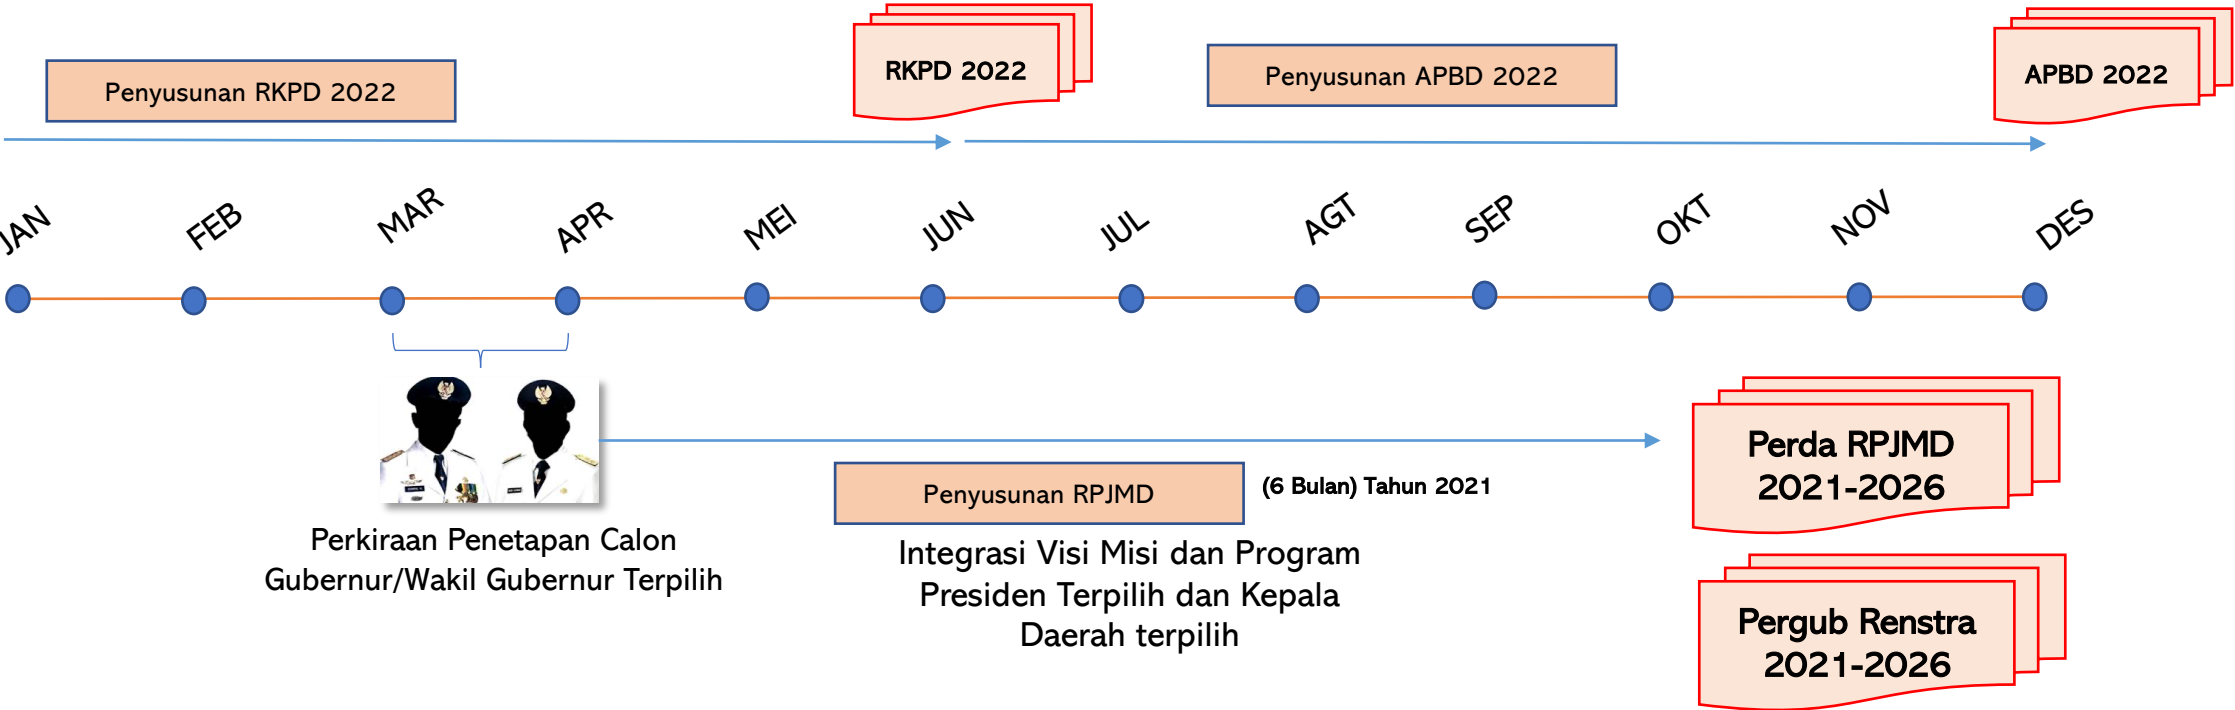 RKPD 2022
APBD 2022
Penyusunan RKPD 2022
Penyusunan APBD 2022
JAN
FEB
MAR
APR
MEI
JUN
JUL
AGT
SEP
OKT
NOV
DES
Perkiraan Penetapan Calon
Gubernur/Wakil Gubernur Terpilih
Penyusunan RPJMD
(6 Bulan) Tahun 2021
Integrasi Visi Misi dan Program
Presiden Terpilih dan Kepala
Daerah terpilih
Perda RPJMD
2021-2026
Pergub Renstra
2021-2026